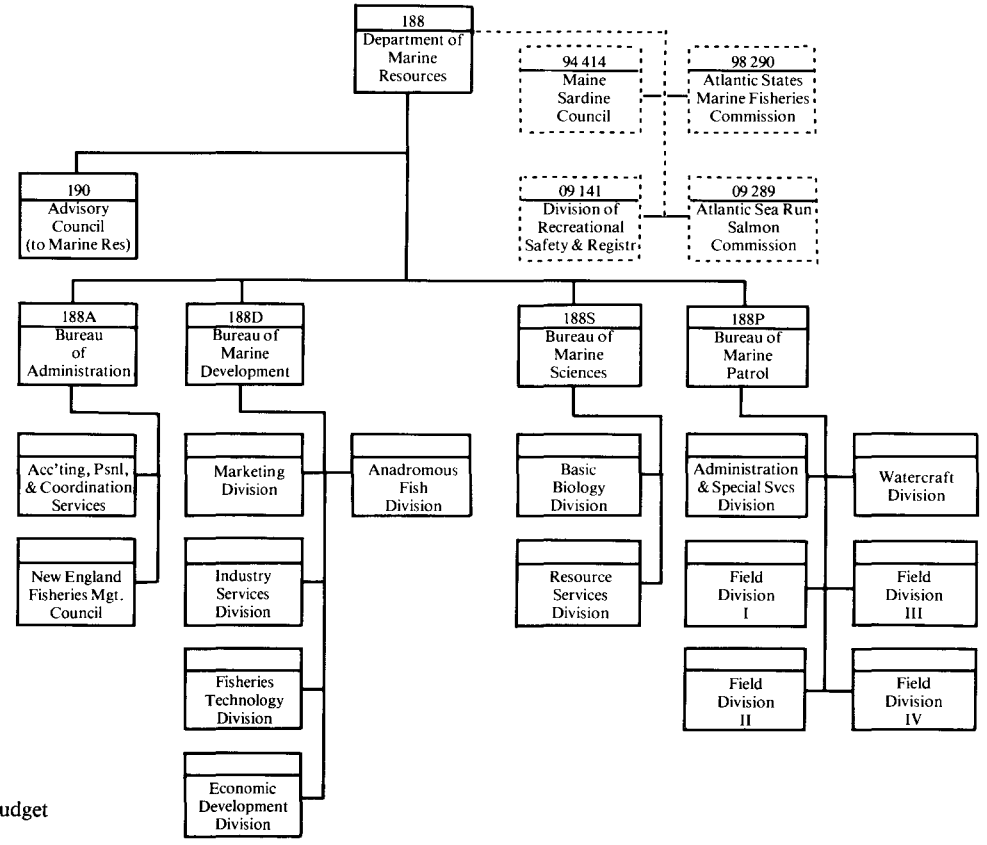 188
Department of
Marine
Resources
94 414
Maine
Sardine
Council
98 290
Atlantic States
Marine Fisheries
Commission
190
Advisory
Council
(to Marine Res)
09 141
Division of
Recreational
Safety & Registr
09 289
Atlantic Sea Run
Salmon
Commission
188A
Bureau
of
Administration
188D
Bureau of
Marine
Development
188S
Bureau of
Marine
Sciences
188P
Bureau of
Marine
Patrol
Acc'ting, Psnl,
& Coordination
Services
Marketing
Division
Anadromous
Fish
Division
Basic
Biology
Division
Administration
& Special Svcs
Division
Watercraft
Division
New England
Fisheries Mgt.
Council
Industry
Services
Division
Resource
Services
Division
Field
Division
I
Field
Division
III
Fisheries
Technology
Division
Field
Division
II
Field
Division
IV
Economic
Development
Division
udget